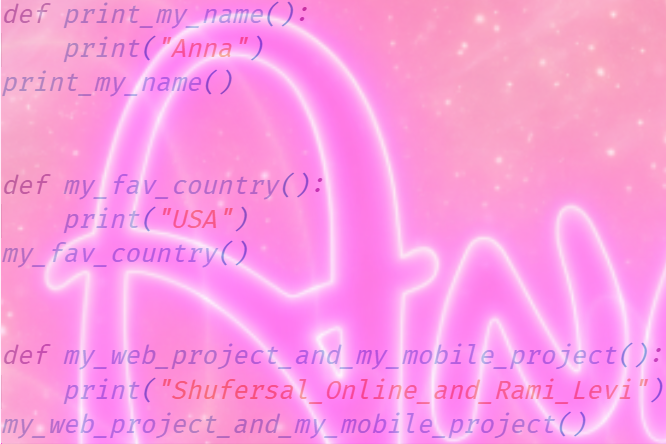 def print_my_name():
    print("Anna")
print_my_name()
def my_fav_country():
    print("USA")
my_fav_country()
def my_web_project_and_my_mobile_project():
    print("Shufersal_Online_and_Rami_Levi")
my_web_project_and_my_mobile_project()